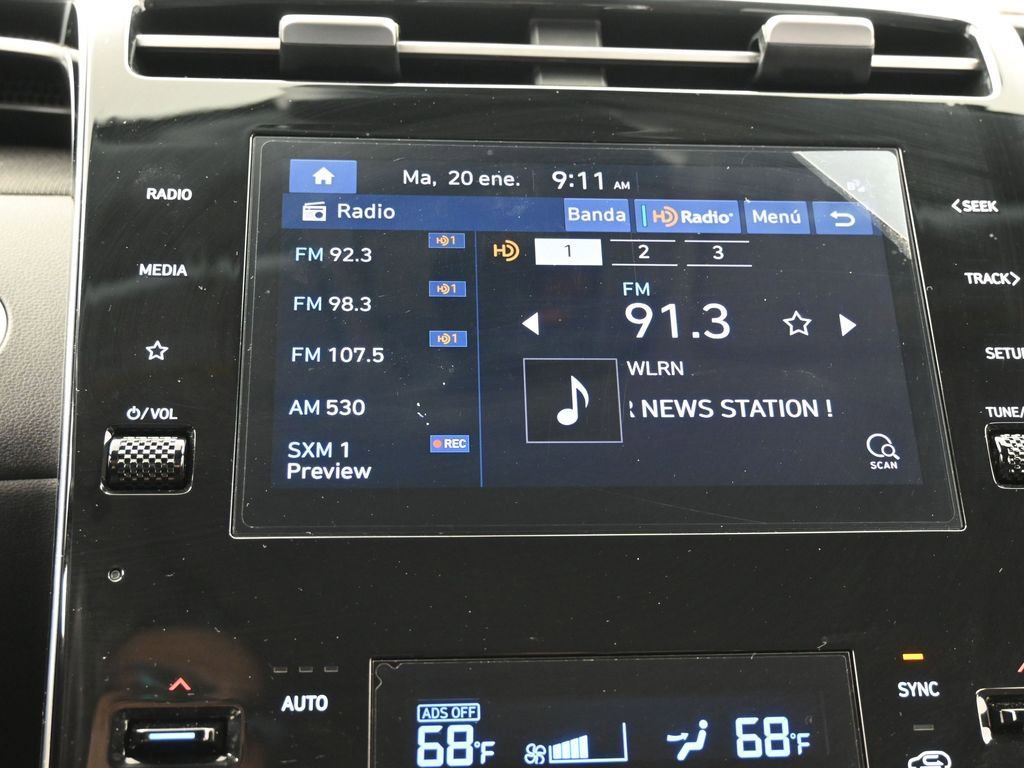 RADIO
MEDIA
⏻/VOL
Ma, 20 ene. 9:11 AM
Radio Banda HD Radio Menú
FM 92.3 HD1
FM 98.3 HD1
FM 107.5 HD1
AM 530
SXM 1 REC
Preview
HD 1 2 3
FM
91.3
WLRN
NEWS STATION !
SCAN
<SEEK
TRACK>
SETU
TUNE/
AUTO
SYNC
ADS OFF
68°F 68°F